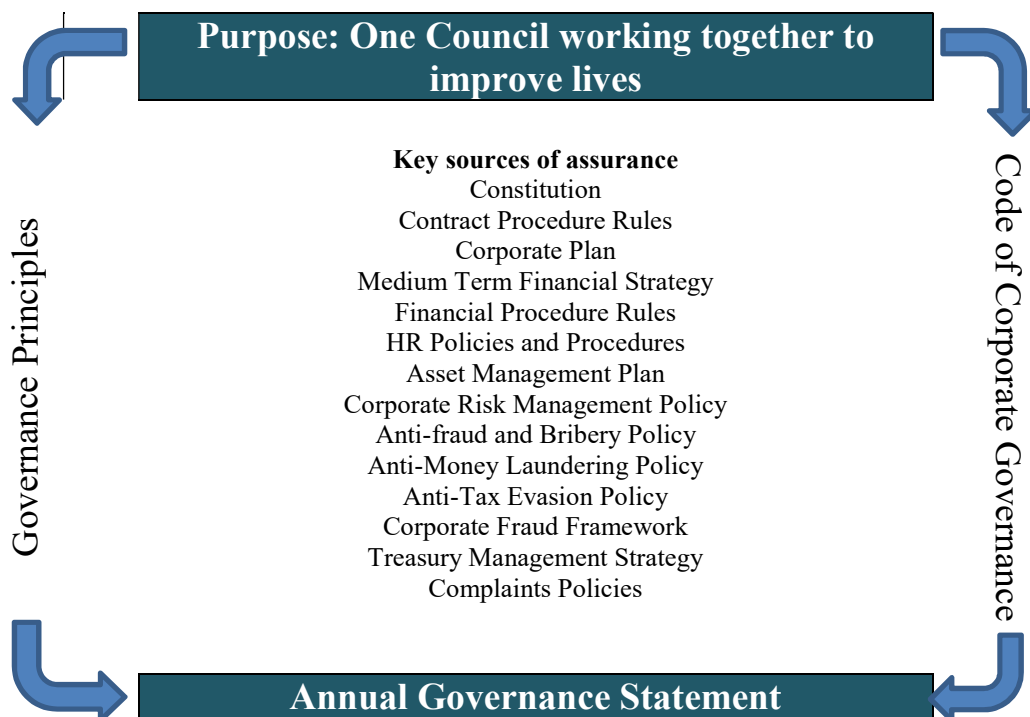 Purpose: One Council working together to
improve lives
Governance Principles
Key sources of assurance
Constitution
Contract Procedure Rules
Corporate Plan
Medium Term Financial Strategy
Financial Procedure Rules
HR Policies and Procedures
Asset Management Plan
Corporate Risk Management Policy
Anti-fraud and Bribery Policy
Anti-Money Laundering Policy
Anti-Tax Evasion Policy
Corporate Fraud Framework
Treasury Management Strategy
Complaints Policies
Code of Corporate Governance
Annual Governance Statement